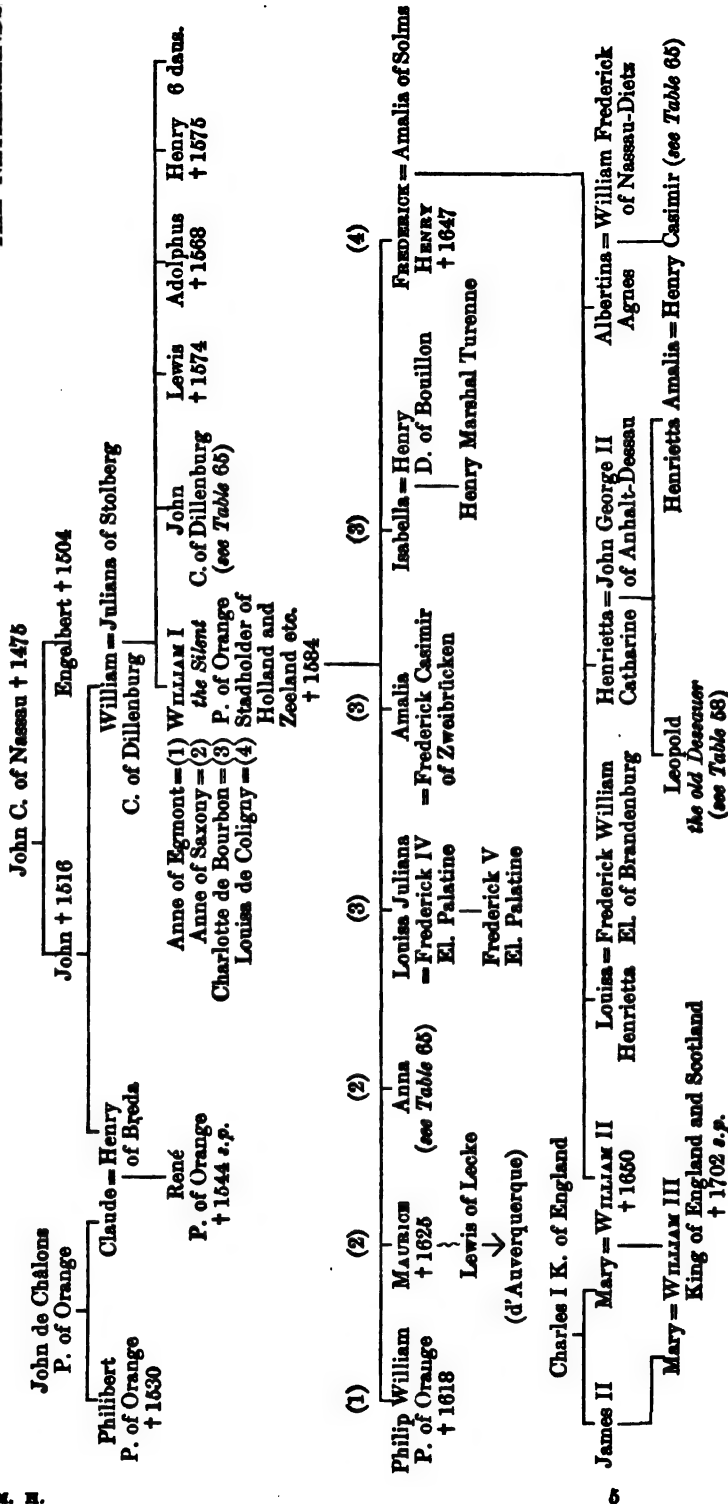 John de Châlons
P. of Orange
John C. of Nassau † 1475
Philibert
P. of Orange
† 1530
Claude = Henry
of Breda
John † 1516
Engelbert † 1504
René
P. of Orange
† 1544 s.p.
William = Juliana of Stolberg
C. of Dillenburg
Anne of Egmont = (1)
Anne of Saxony = (2)
Charlotte de Bourbon = (3)
Louisa de Coligny = (4)
WILLIAM I
the Silent
P. of Orange
Stadholder of
Holland and
Zeeland etc.
† 1584
John
C. of Dillenburg
(see Table 65)
Lewis
† 1574
Adolphus
† 1568
Henry
† 1575
6 daus.
(1)
Philip William
P. of Orange
† 1618
(2)
MAURICE
† 1625
Lewis of Lecke
(d'Auverquerque)
(2)
Anna
(see Table 65)
(3)
Louisa Juliana
= Frederick IV
El. Palatine
Frederick V
El. Palatine
(3)
Amalia
= Frederick Casimir
of Zweibrücken
(3)
Isabella = Henry
D. of Bouillon
Henry Marshal Turenne
(4)
FREDERICK = Amalia of Solms
HENRY
† 1647
Charles I K. of England
James II
Mary = WILLIAM II
† 1650
Mary = WILLIAM III
King of England and Scotland
† 1702 s.p.
Louisa = Frederick William
Henrietta El. of Brandenburg
Henrietta = John George II
Catharine of Anhalt-Dessau
Albertina = William Frederick
Agnes of Nassau-Dietz
Leopold
the old Dessauer
(see Table 58)
Henrietta Amalia = Henry Casimir (see Table 65)
5